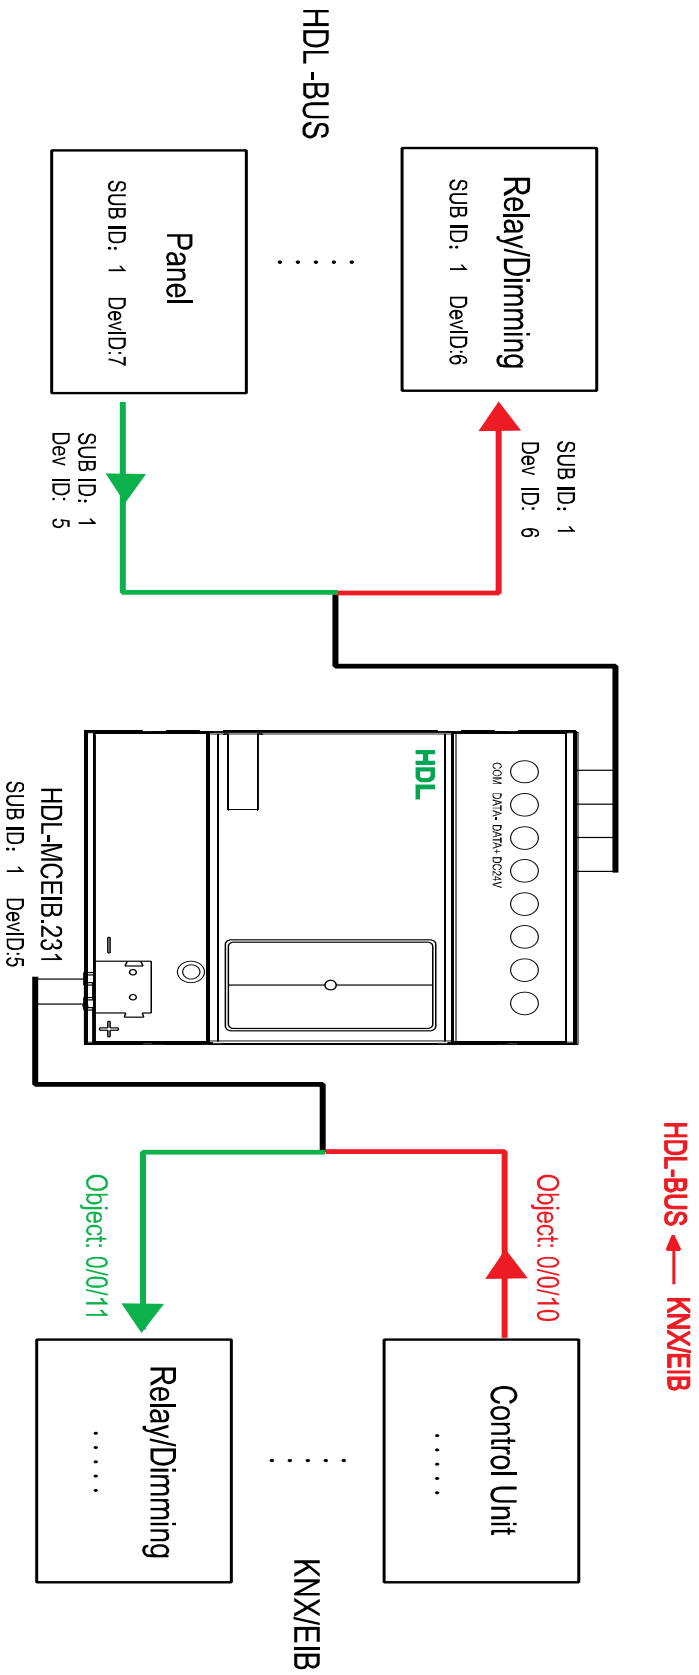 HDL-BUS ← KNX/EIB
HDL -BUS
KNX/EIB
Relay/Dimming
SUB ID: 1 DevID:6
SUB ID: 1
Dev ID: 6
Object: 0/0/10
Control Unit
. . . . .
. . . . .
. . . . .
COM DATA- DATA+ DC24V
HDL
Panel
SUB ID: 1 DevID:7
SUB ID: 1
Dev ID: 5
− +
HDL-MCEIB.231
SUB ID: 1 DevID:5
Object: 0/0/11
Relay/Dimming
. . . . .